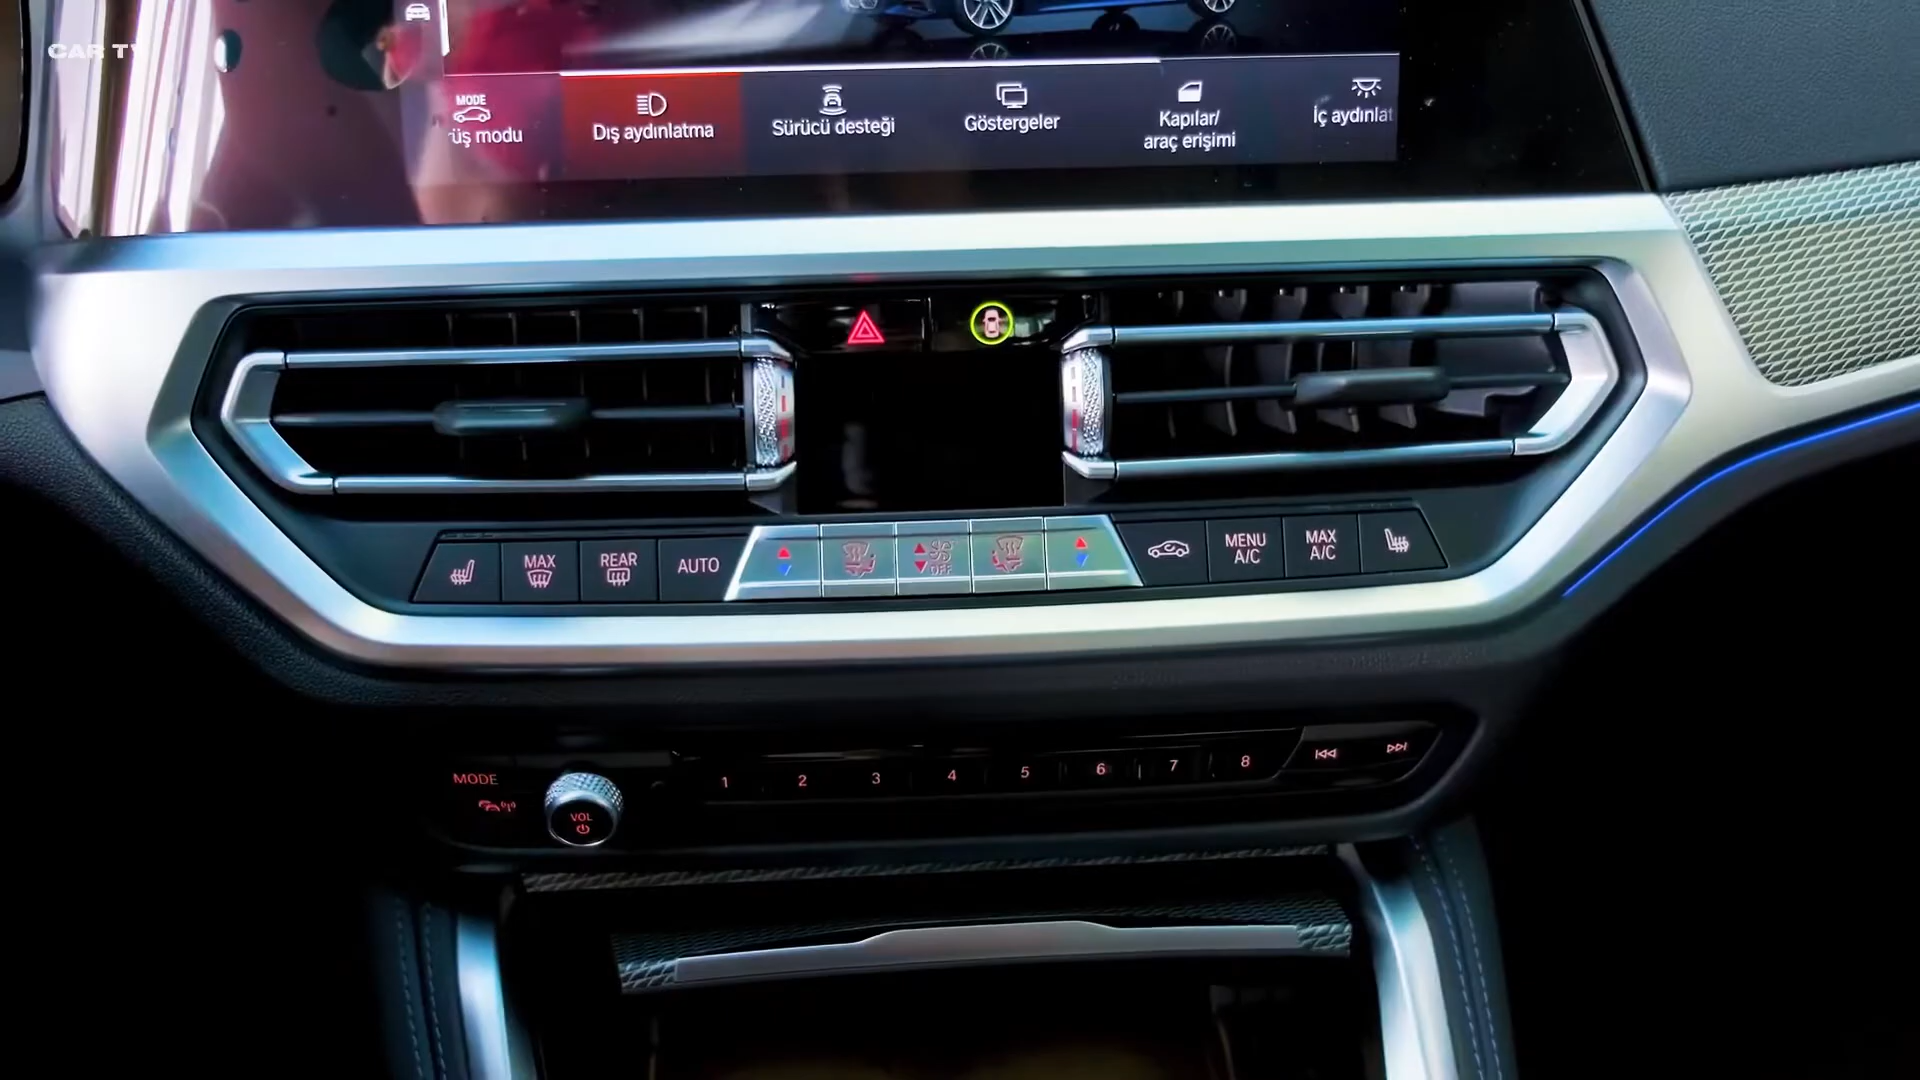 CAR TV
MODE
üş modu
Dış aydınlatma
Sürücü desteği
Göstergeler
Kapılar/
araç erişimi
İç aydınlat
MAX
REAR
AUTO
OFF
MENU
A/C
MAX
A/C
MODE
VOL
1 2 3 4 5 6 7 8